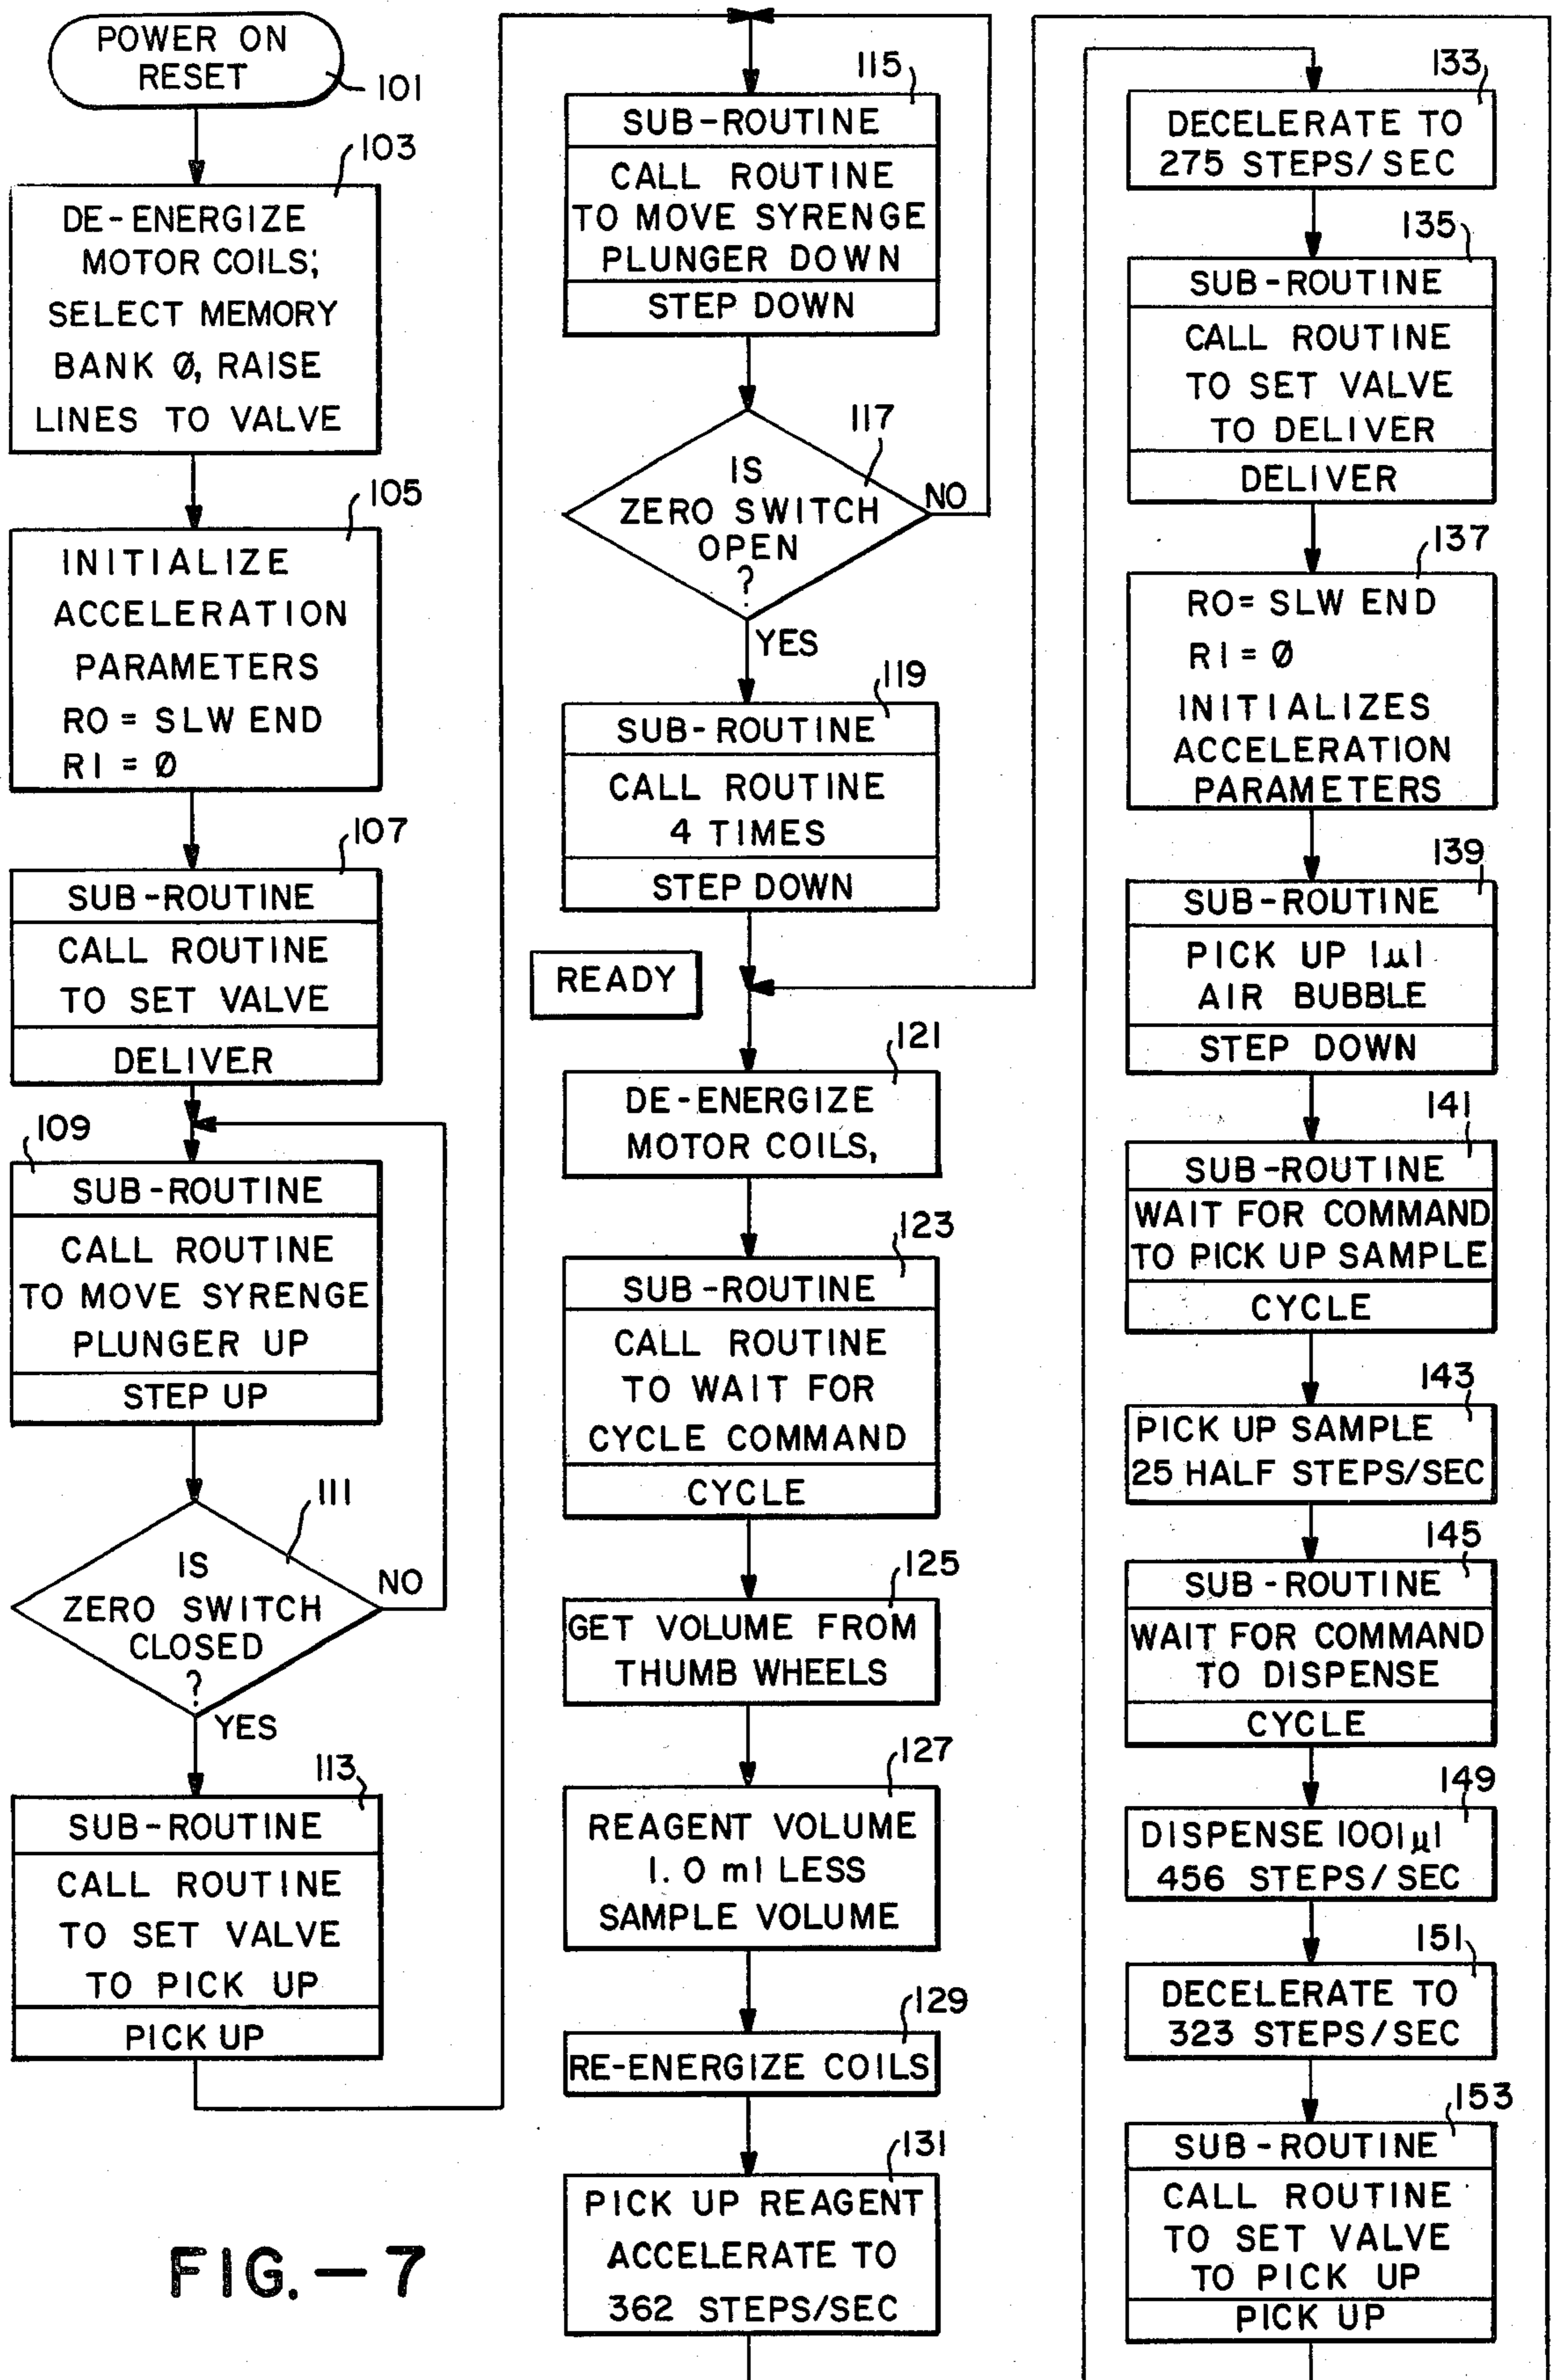 POWER ON
RESET
101
103
DE-ENERGIZE
MOTOR COILS;
SELECT MEMORY
BANK Ø, RAISE
LINES TO VALVE
105
INITIALIZE
ACCELERATION
PARAMETERS
RO = SLW END
RI = Ø
107
SUB-ROUTINE
CALL ROUTINE
TO SET VALVE
DELIVER
109
SUB-ROUTINE
CALL ROUTINE
TO MOVE SYRENGE
PLUNGER UP
STEP UP
111
IS
ZERO SWITCH
CLOSED
?
NO
YES
113
SUB-ROUTINE
CALL ROUTINE
TO SET VALVE
TO PICK UP
PICK UP
115
SUB-ROUTINE
CALL ROUTINE
TO MOVE SYRENGE
PLUNGER DOWN
STEP DOWN
117
IS
ZERO SWITCH
OPEN
?
NO
YES
119
SUB-ROUTINE
CALL ROUTINE
4 TIMES
STEP DOWN
READY
121
DE-ENERGIZE
MOTOR COILS,
123
SUB-ROUTINE
CALL ROUTINE
TO WAIT FOR
CYCLE COMMAND
CYCLE
125
GET VOLUME FROM
THUMB WHEELS
127
REAGENT VOLUME
1.0 ml LESS
SAMPLE VOLUME
129
RE-ENERGIZE COILS
131
PICK UP REAGENT
ACCELERATE TO
362 STEPS/SEC
133
DECELERATE TO
275 STEPS/SEC
135
SUB-ROUTINE
CALL ROUTINE
TO SET VALVE
TO DELIVER
DELIVER
137
RO = SLW END
RI = Ø
INITIALIZES
ACCELERATION
PARAMETERS
139
SUB-ROUTINE
PICK UP 1µl
AIR BUBBLE
STEP DOWN
141
SUB-ROUTINE
WAIT FOR COMMAND
TO PICK UP SAMPLE
CYCLE
143
PICK UP SAMPLE
25 HALF STEPS/SEC
145
SUB-ROUTINE
WAIT FOR COMMAND
TO DISPENSE
CYCLE
149
DISPENSE 1001µl
456 STEPS/SEC
151
DECELERATE TO
323 STEPS/SEC
153
SUB-ROUTINE
CALL ROUTINE
TO SET VALVE
TO PICK UP
PICK UP
FIG.-7